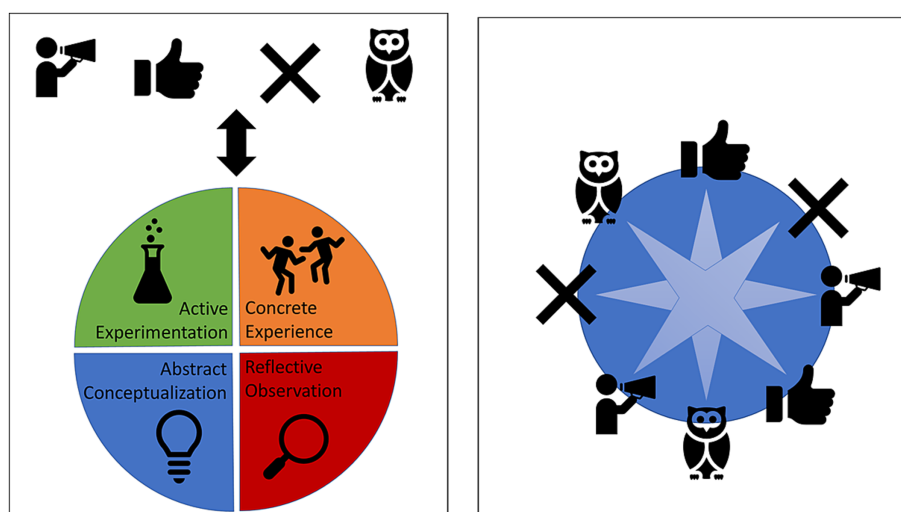 Active
Experimentation
Concrete
Experience
Abstract
Conceptualization
Reflective
Observation